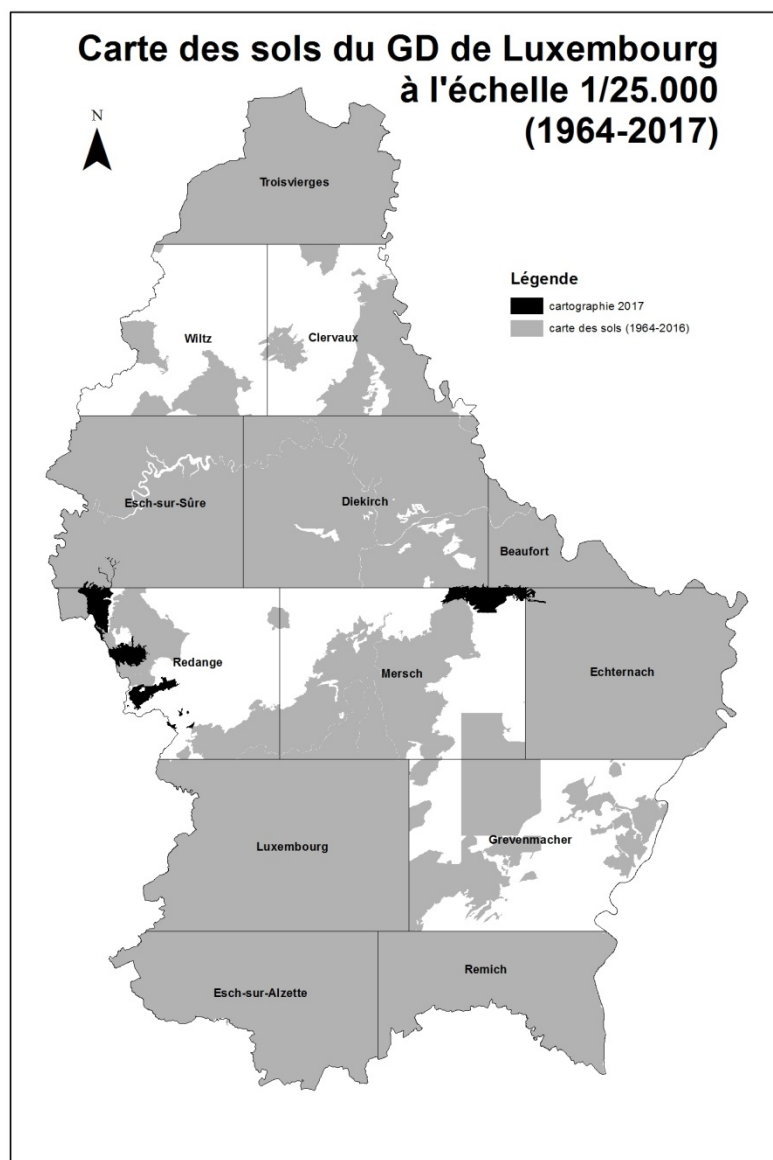 Carte des sols du GD de Luxembourg
à l'échelle 1/25.000
(1964-2017)
N
Troisvierges
Légende
cartographie 2017
carte des sols (1964-2016)
Wiltz
Clervaux
Esch-sur-Sûre
Diekirch
Beaufort
Redange
Mersch
Echternach
Luxembourg
Grevenmacher
Esch-sur-Alzette
Remich